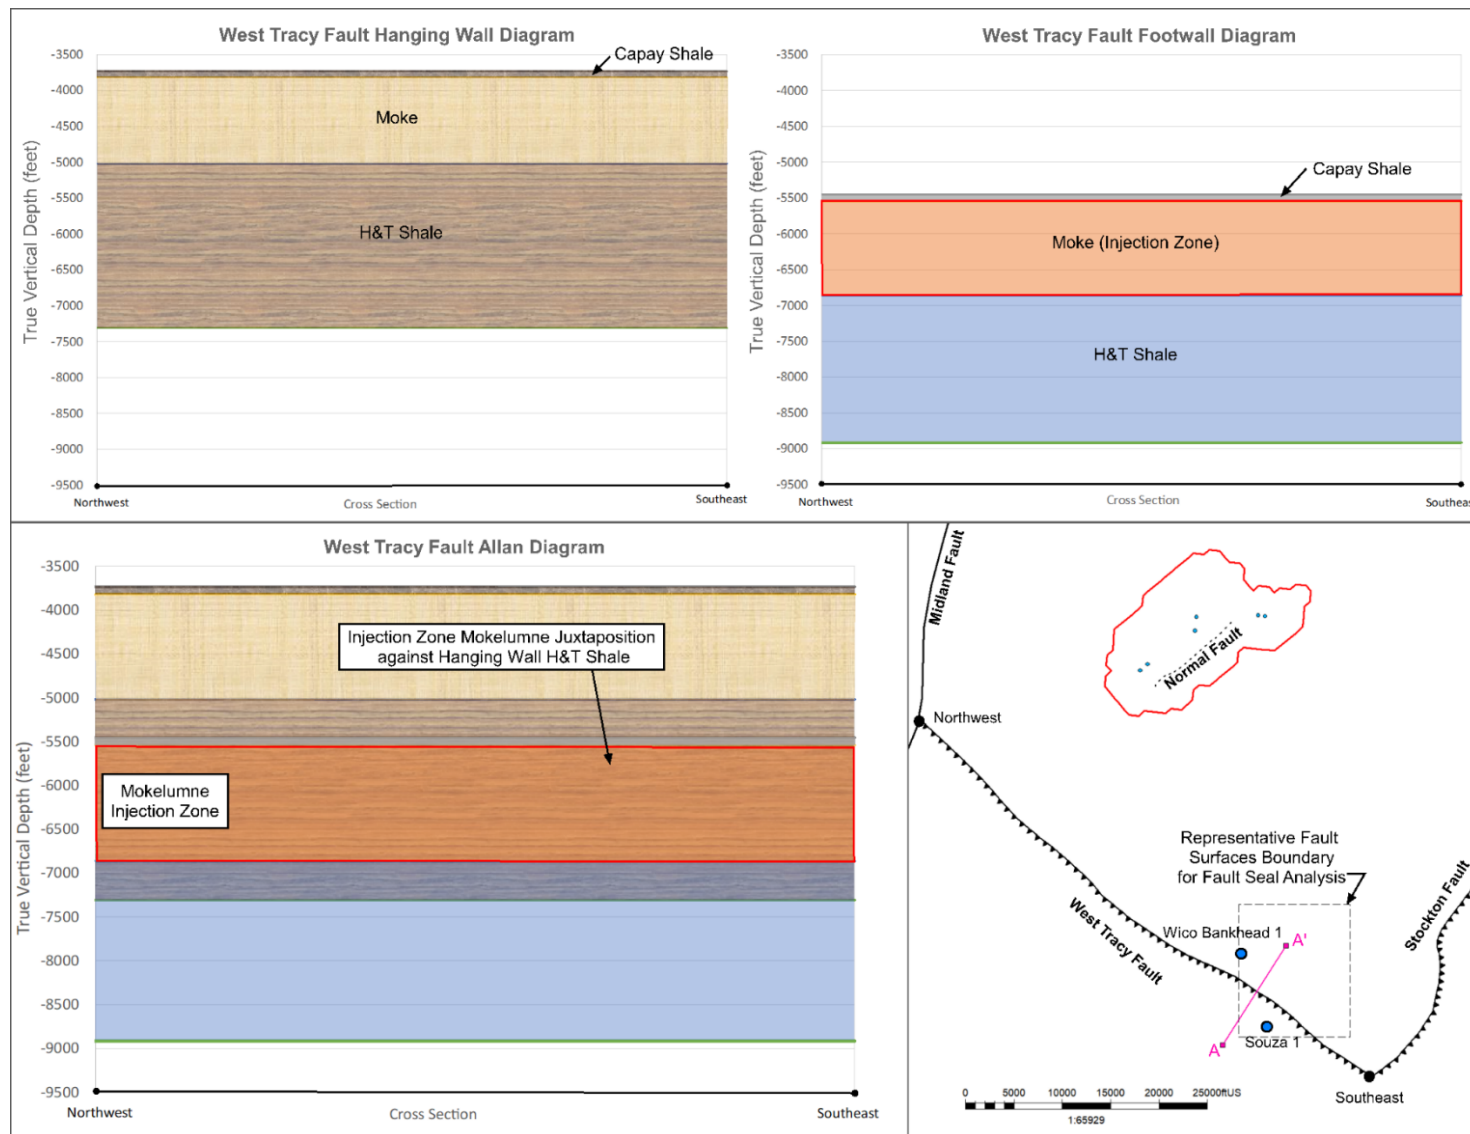 West Tracy Fault Hanging Wall Diagram
Capay Shale
Moke
H&T Shale
True Vertical Depth (feet)
-3500
-4000
-4500
-5000
-5500
-6000
-6500
-7000
-7500
-8000
-8500
-9000
-9500
Northwest
Cross Section
Southeast
West Tracy Fault Footwall Diagram
Capay Shale
Moke (Injection Zone)
H&T Shale
True Vertical Depth (feet)
-3500
-4000
-4500
-5000
-5500
-6000
-6500
-7000
-7500
-8000
-8500
-9000
-9500
Northwest
Cross Section
Southeas
West Tracy Fault Allan Diagram
Injection Zone Mokelumne Juxtaposition
against Hanging Wall H&T Shale
Mokelumne
Injection Zone
True Vertical Depth (feet)
-3500
-4000
-4500
-5000
-5500
-6000
-6500
-7000
-7500
-8000
-8500
-9000
-9500
Northwest
Cross Section
Southeast
Midland Fault
Normal Fault
Northwest
Representative Fault
Surfaces Boundary
for Fault Seal Analysis
West Tracy Fault
Stockton Fault
Wico Bankhead 1
A'
A
Souza 1
Southeast
0 5000 10000 15000 20000 25000ftUS
1:65929